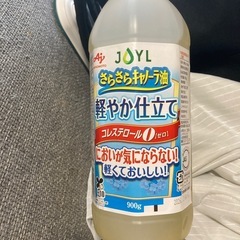 JOYL
さらさらキャノーラ油
軽やか仕立て
コレステロール0(ゼロ)
においが気にならない!
軽くておいしい!
900g